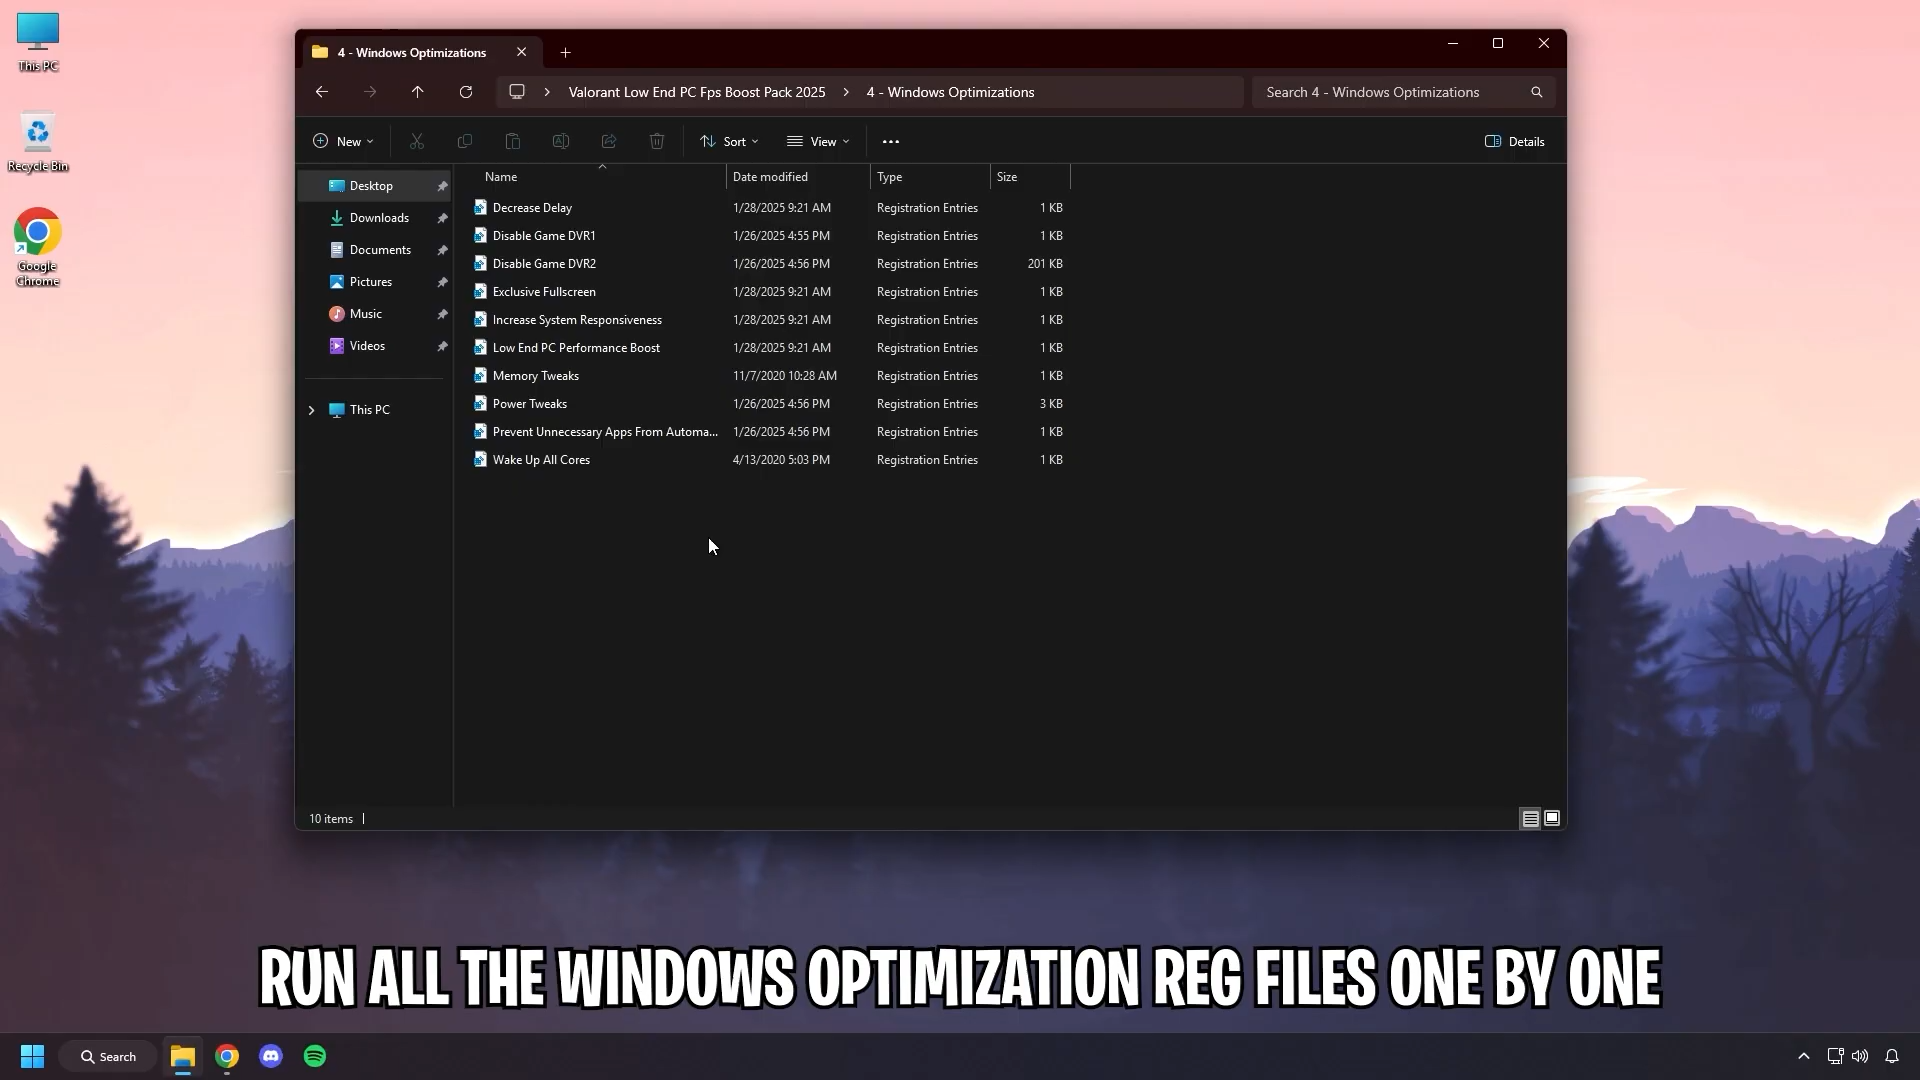 This PC
Recycle Bin
Google
Chrome
4 - Windows Optimizations
Valorant Low End PC Fps Boost Pack 2025 > 4 - Windows Optimizations
Search 4 - Windows Optimizations
New
Sort
View
Details
Desktop
Downloads
Documents
Pictures
Music
Videos
This PC
Name Date modified Type Size
Decrease Delay 1/28/2025 9:21 AM Registration Entries 1 KB
Disable Game DVR1 1/26/2025 4:55 PM Registration Entries 1 KB
Disable Game DVR2 1/26/2025 4:56 PM Registration Entries 201 KB
Exclusive Fullscreen 1/28/2025 9:21 AM Registration Entries 1 KB
Increase System Responsiveness 1/28/2025 9:21 AM Registration Entries 1 KB
Low End PC Performance Boost 1/28/2025 9:21 AM Registration Entries 1 KB
Memory Tweaks 11/7/2020 10:28 AM Registration Entries 1 KB
Power Tweaks 1/26/2025 4:56 PM Registration Entries 3 KB
Prevent Unnecessary Apps From Automa... 1/26/2025 4:56 PM Registration Entries 1 KB
Wake Up All Cores 4/13/2020 5:03 PM Registration Entries 1 KB
10 items
RUN ALL THE WINDOWS OPTIMIZATION REG FILES ONE BY ONE
Search